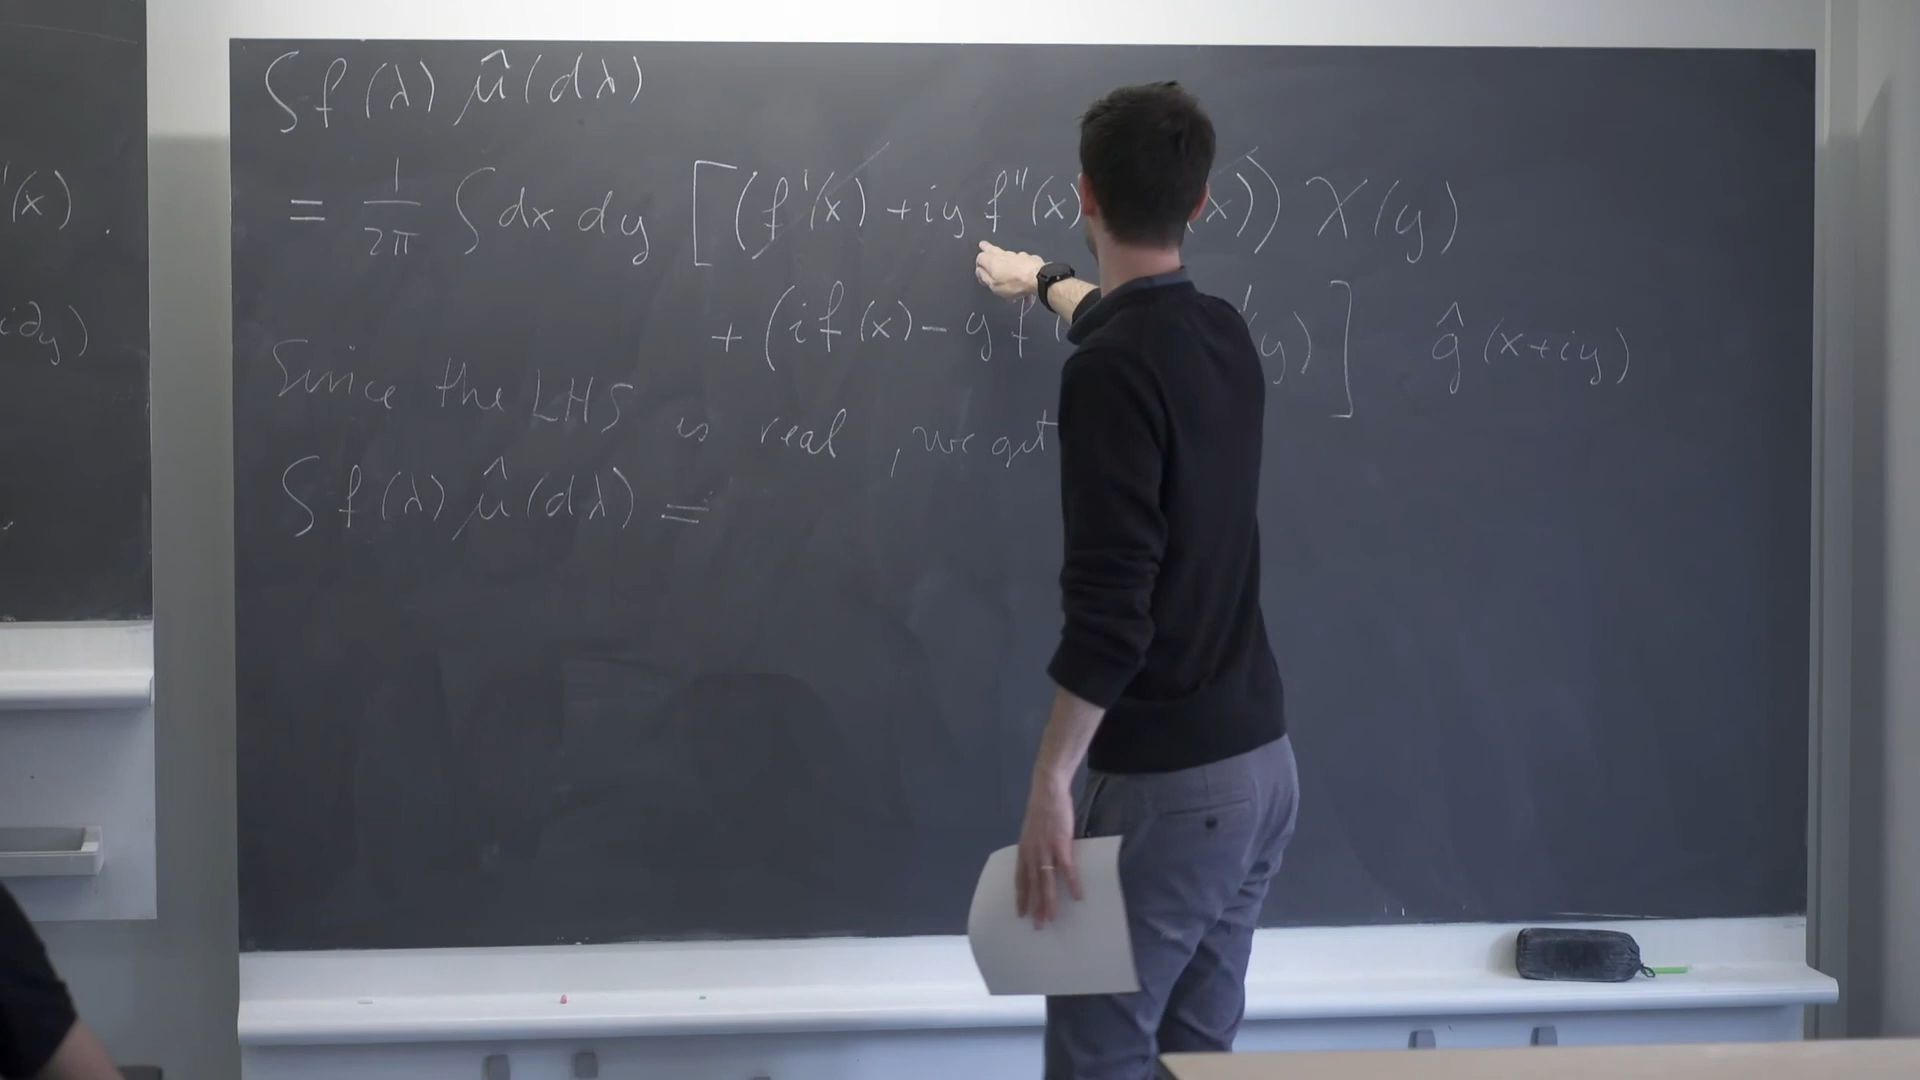 ∫ f(λ) μ̂(dλ)
'(x).
= 1/2π ∫ dx dy [(f'(x) + iy f''(x) (x)) χ(y)
i∂y)
+ (if(x) − y f'( '(y)] ĝ(x+iy)
Since the LHS is real, we get
∫ f(λ) μ̂(dλ) =